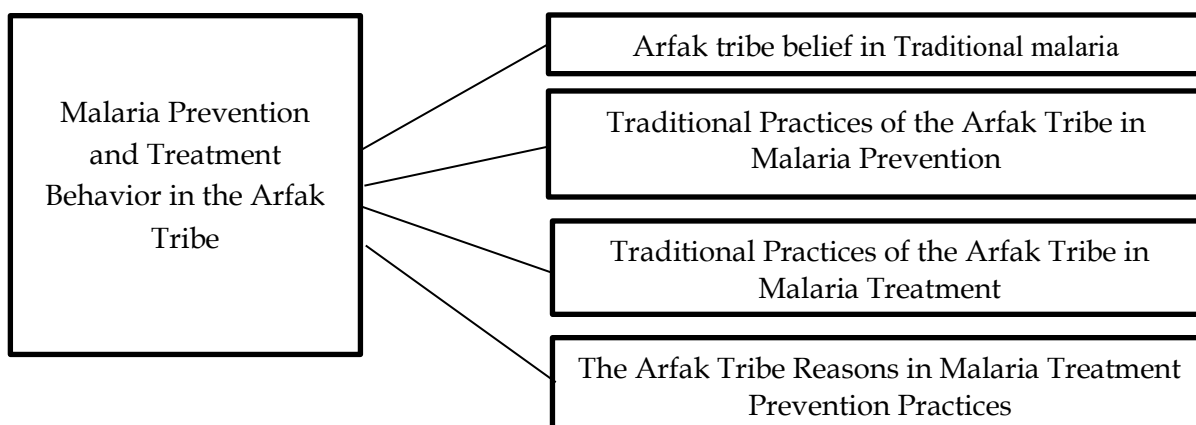 Malaria Prevention
and Treatment
Behavior in the Arfak
Tribe
Arfak tribe belief in Traditional malaria
Traditional Practices of the Arfak Tribe in
Malaria Prevention
Traditional Practices of the Arfak Tribe in
Malaria Treatment
The Arfak Tribe Reasons in Malaria Treatment
Prevention Practices